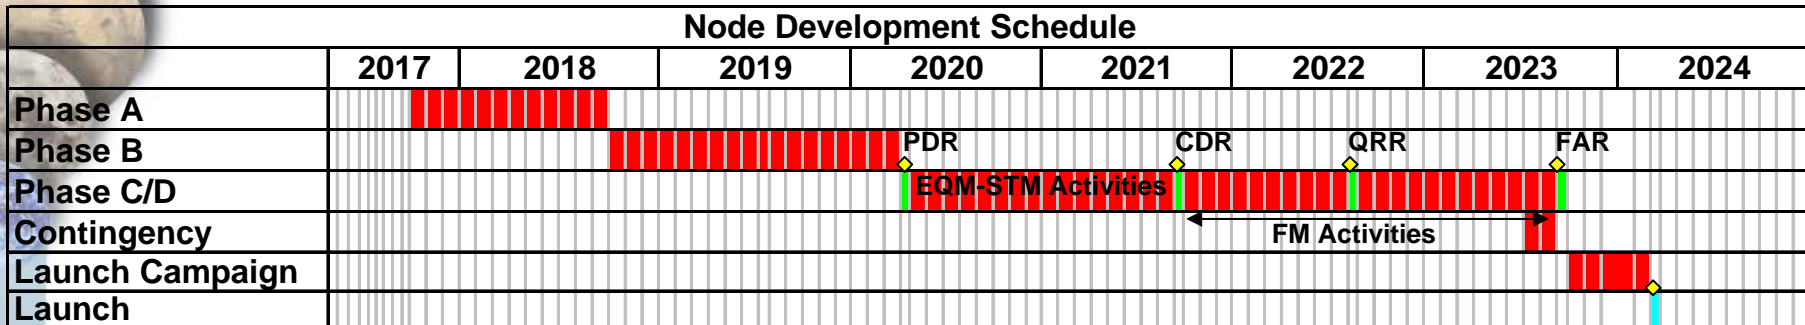 Node Development Schedule
2017 2018 2019 2020 2021 2022 2023 2024
Phase A
Phase B PDR CDR QRR FAR
Phase C/D EQM-STM Activities
Contingency FM Activities
Launch Campaign
Launch